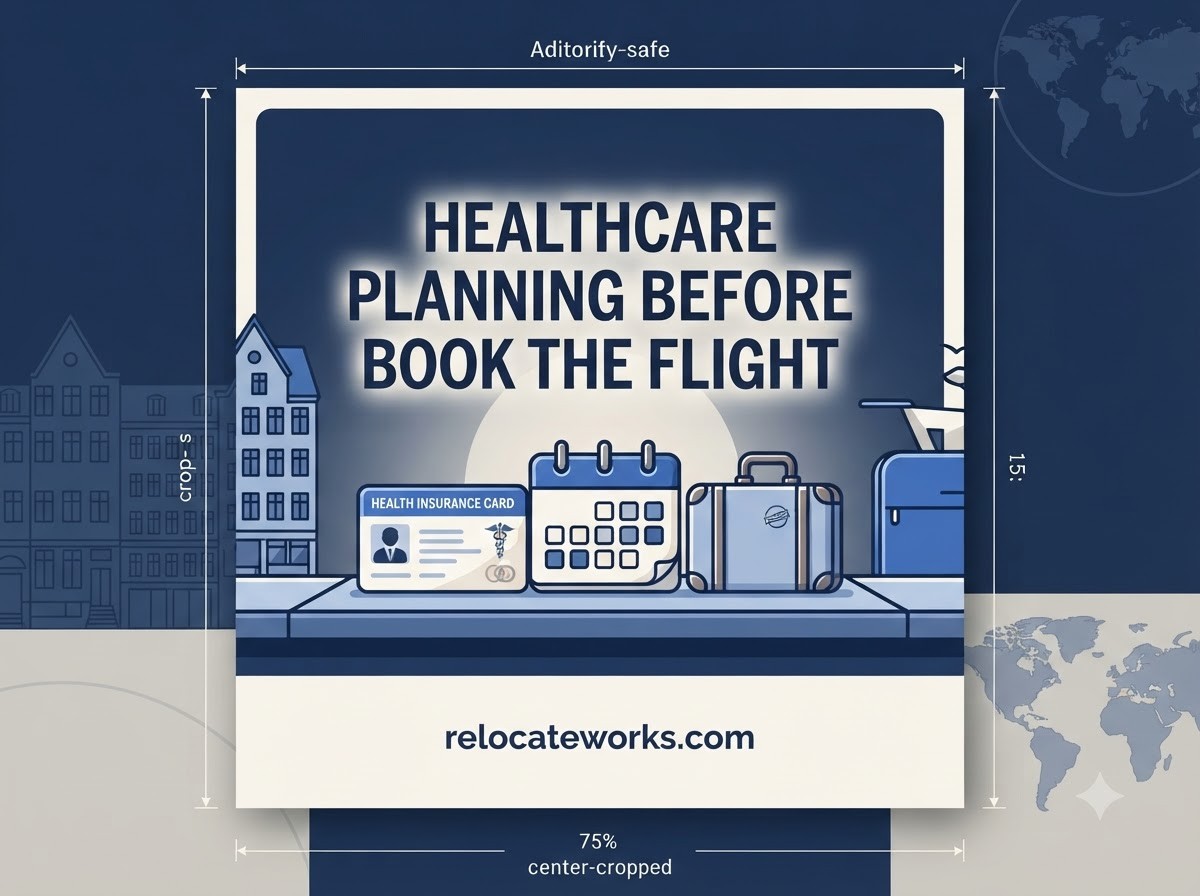 Aditorify-safe
HEALTHCARE
PLANNING BEFORE
BOOK THE FLIGHT
crop- s
15:
HEALTH INSURANCE CARD
relocateworks.com
75%
center-cropped